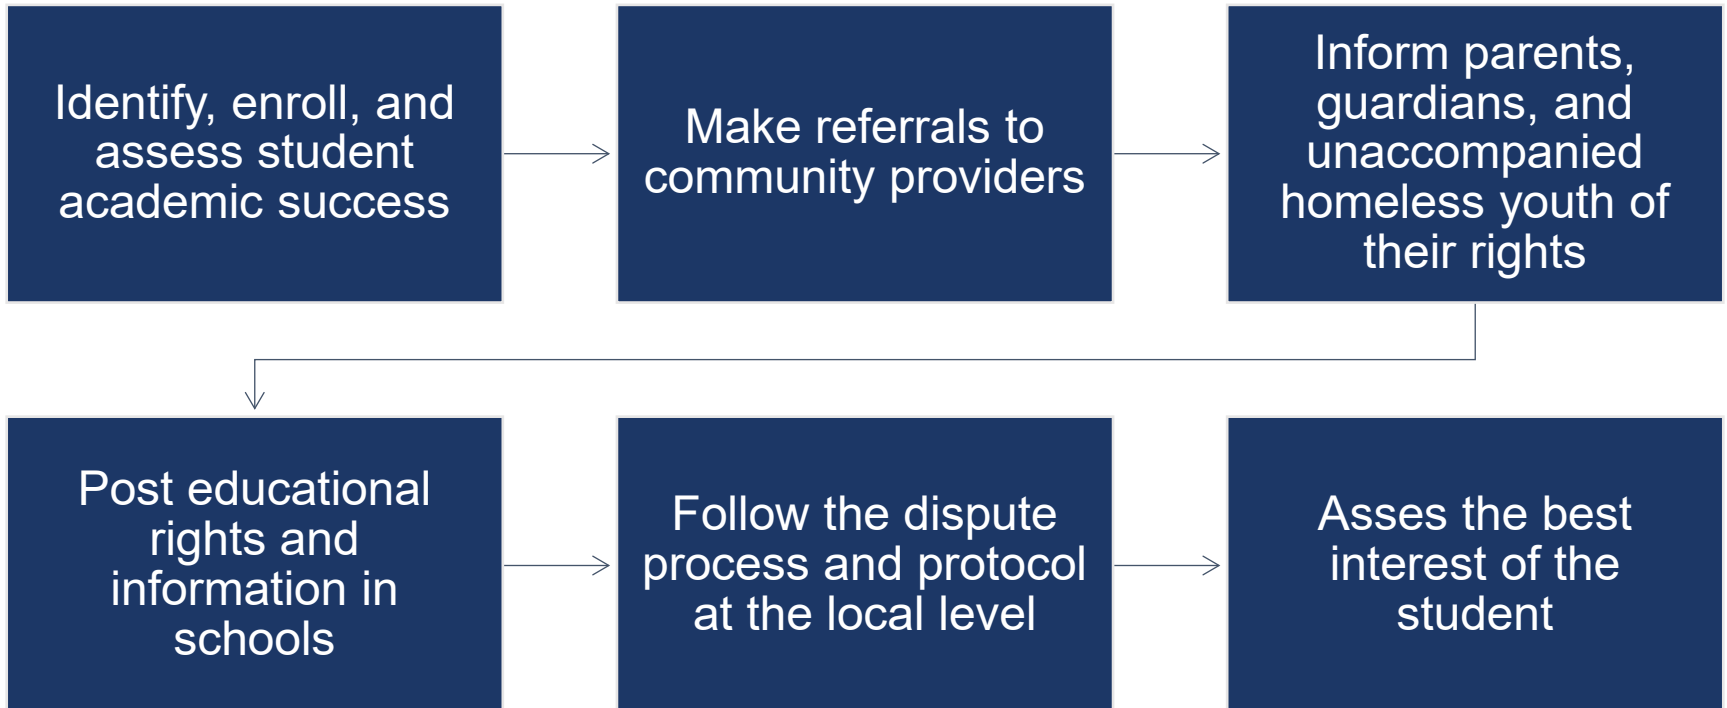 Identify, enroll, and
assess student
academic success
Make referrals to
community providers
Inform parents,
guardians, and
unaccompanied
homeless youth of
their rights
Post educational
rights and
information in
schools
Follow the dispute
process and protocol
at the local level
Asses the best
interest of the
student